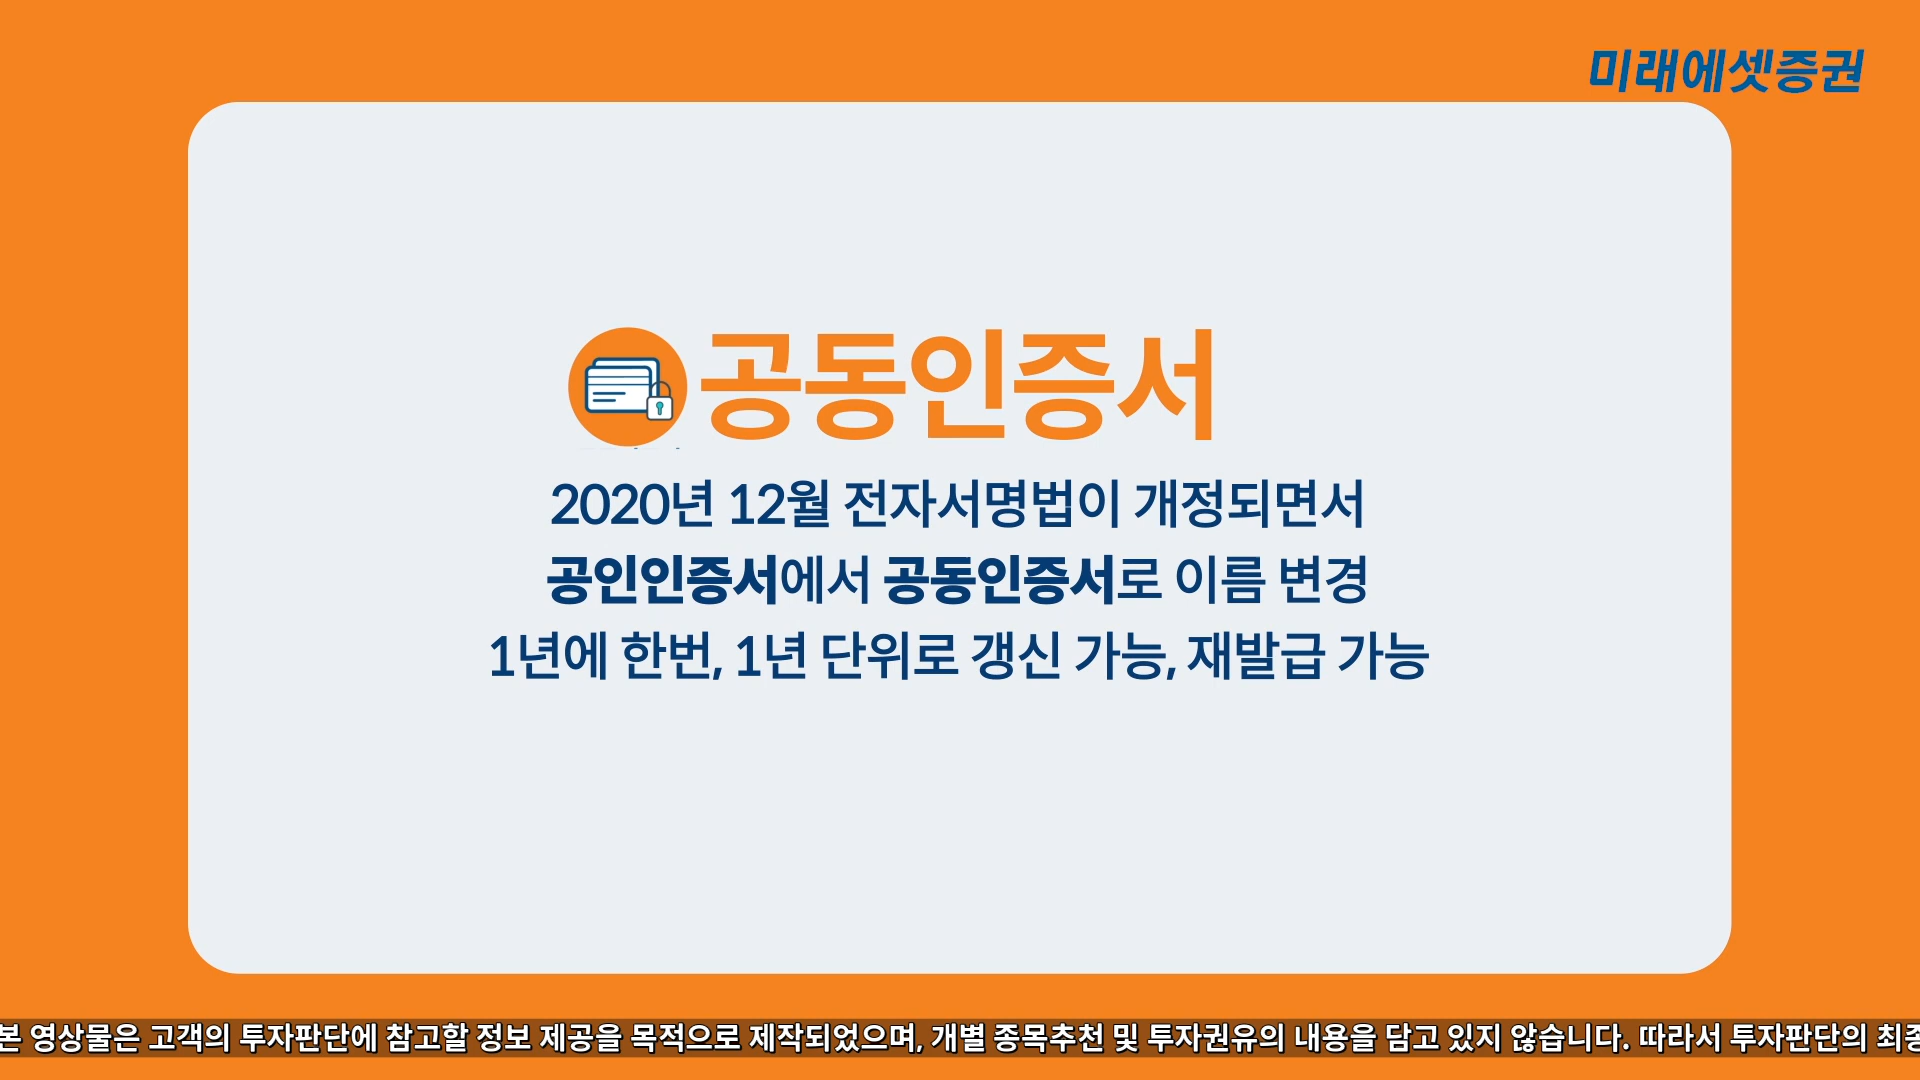 미래에셋증권
공동인증서
2020년 12월 전자서명법이 개정되면서
공인인증서에서 공동인증서로 이름 변경
1년에 한번, 1년 단위로 갱신 가능, 재발급 가능
본 영상물은 고객의 투자판단에 참고할 정보 제공을 목적으로 제작되었으며, 개별 종목추천 및 투자권유의 내용을 담고 있지 않습니다. 따라서 투자판단의 최종